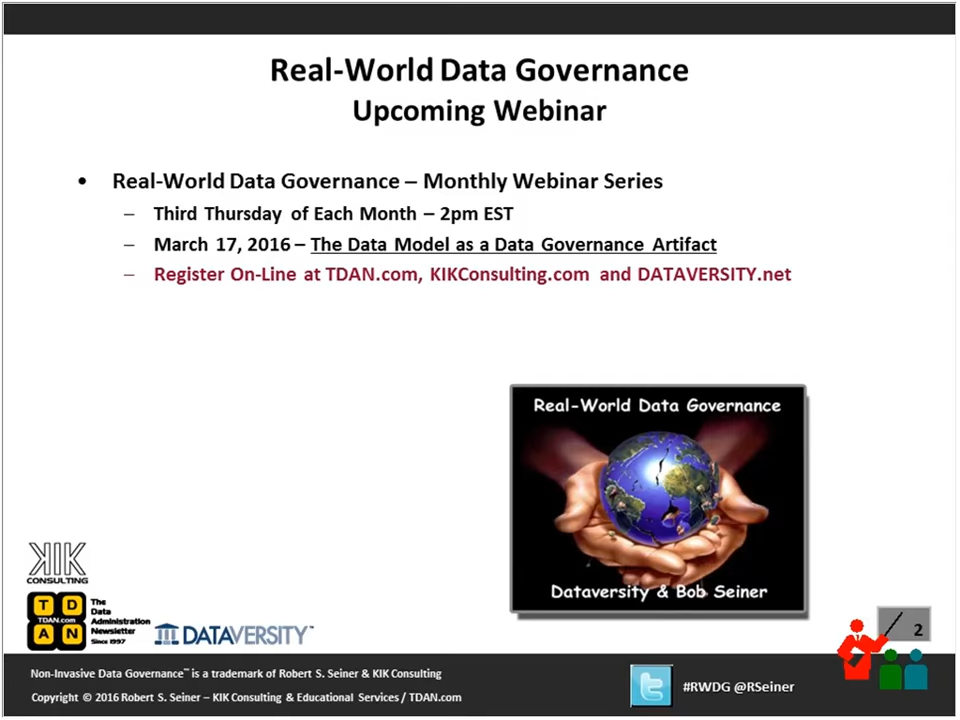 Real-World Data Governance
Upcoming Webinar
• Real-World Data Governance – Monthly Webinar Series
– Third Thursday of Each Month – 2pm EST
– March 17, 2016 – The Data Model as a Data Governance Artifact
– Register On-Line at TDAN.com, KIKConsulting.com and DATAVERSITY.net
Real-World Data Governance
Dataversity & Bob Seiner
KIK
CONSULTING
T D
TDAN.com
A N
The
Data
Administration
Newsletter
Since 1997
DATAVERSITY™
2
Non-Invasive Data Governance™ is a trademark of Robert S. Seiner & KIK Consulting
Copyright © 2016 Robert S. Seiner – KIK Consulting & Educational Services / TDAN.com
#RWDG @RSeiner